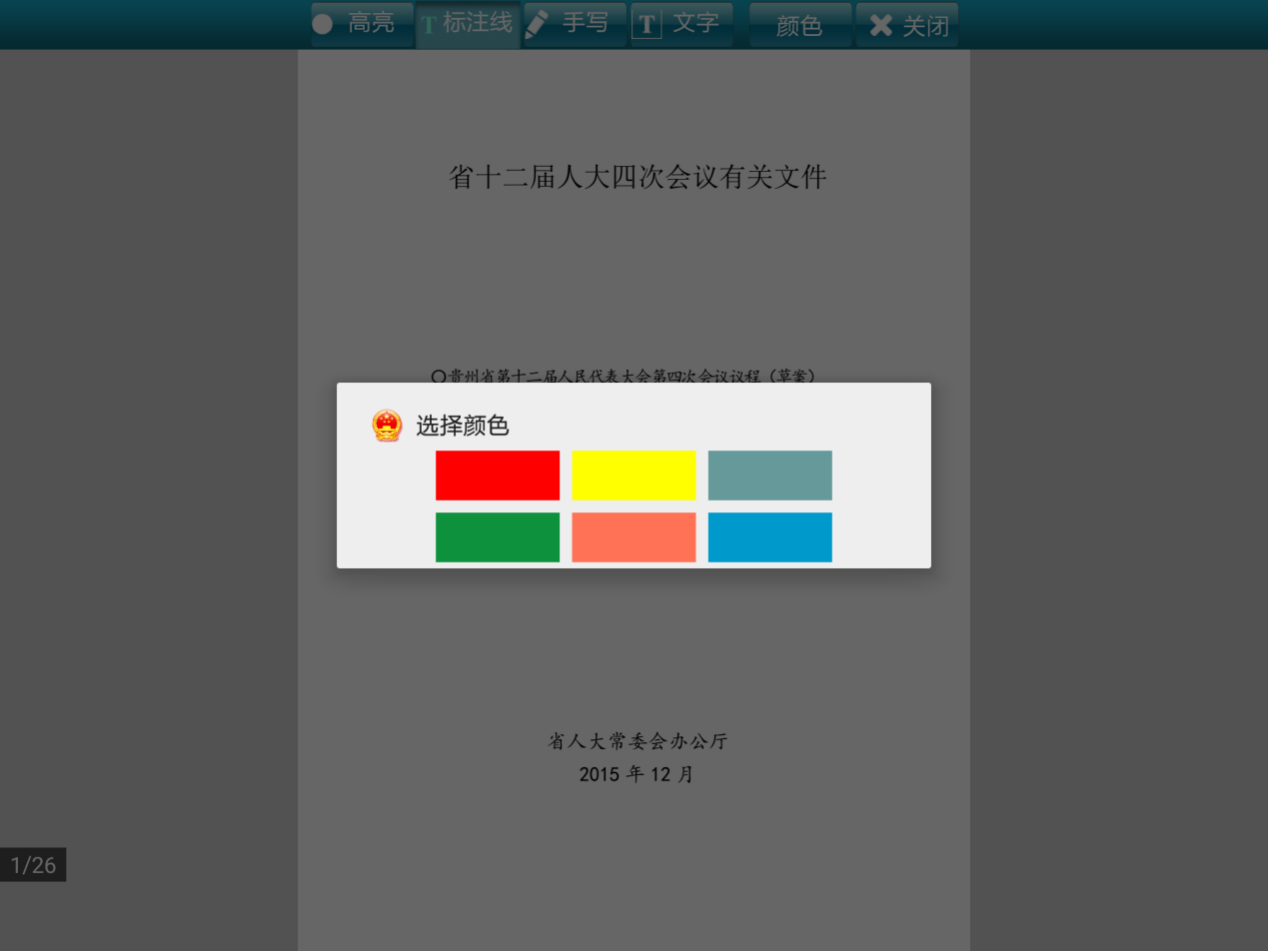 高亮 T 标注线 手写 T 文字 颜色 关闭
省十二届人大四次会议有关文件
〇贵州省第十二届人民代表大会第四次会议议程（草案）
选择颜色
省人大常委会办公厅
2015 年 12 月
1/26